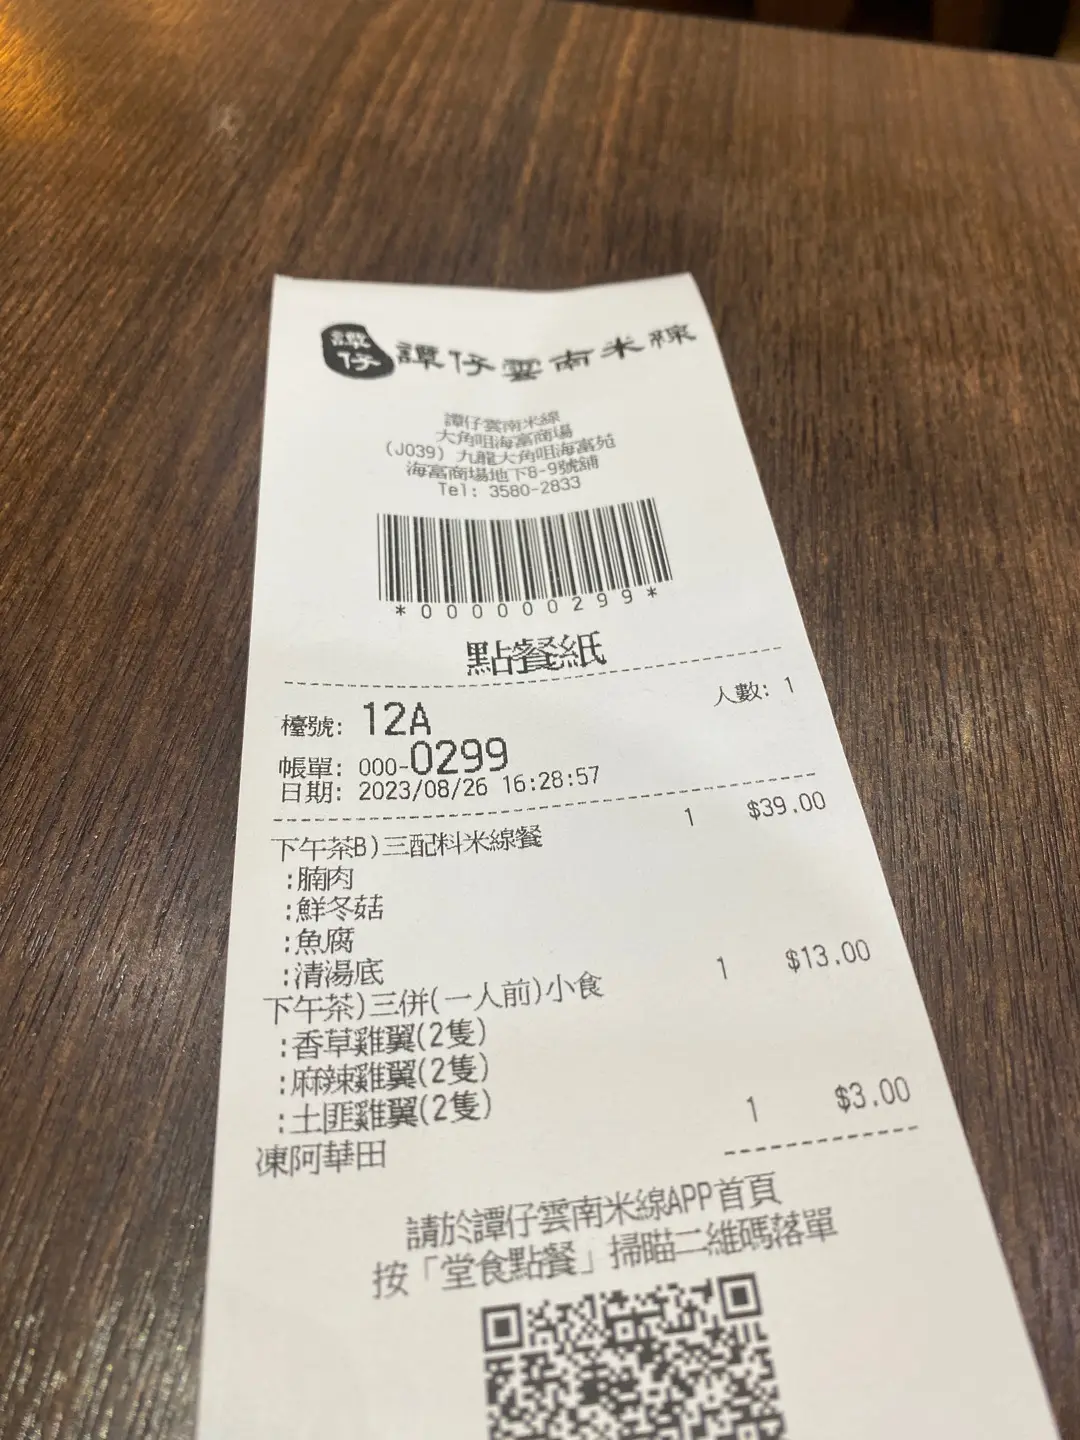 譚仔
譚仔雲南米線
譚仔雲南米線
大角咀海富商場
(J039) 九龍大角咀海富苑
海富商場地下8-9號舖
Tel: 3580-2833
*000000299*
點餐紙
人數: 1
檯號: 12A
帳單: 000-0299
日期: 2023/08/26 16:28:57
下午茶B)三配料米線餐 1 $39.00
:腩肉
:鮮冬菇
:魚腐
:清湯底
下午茶)三併(一人前)小食 1 $13.00
:香草雞翼(2隻)
:麻辣雞翼(2隻)
:土匪雞翼(2隻)
凍阿華田 1 $3.00
請於譚仔雲南米線APP首頁
按「堂食點餐」掃瞄二維碼落單